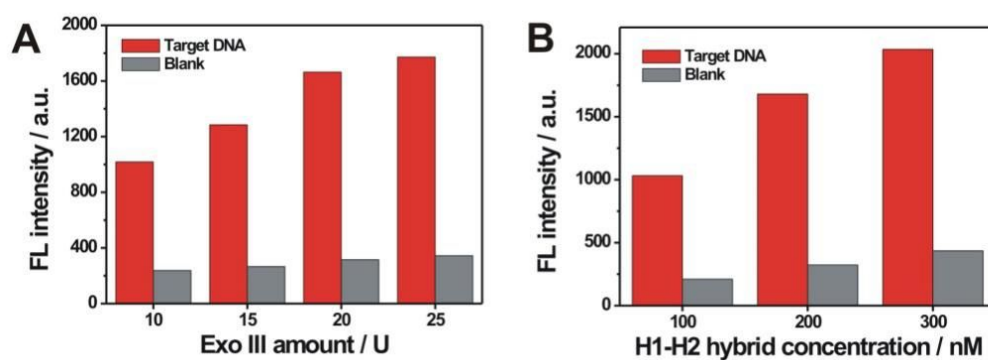 A
FL intensity / a.u.
2000
1600
1200
800
400
0
Target DNA
Blank
10 15 20 25
Exo III amount / U
B
FL intensity / a.u.
2000
1500
1000
500
0
Target DNA
Blank
100 200 300
H1-H2 hybrid concentration / nM